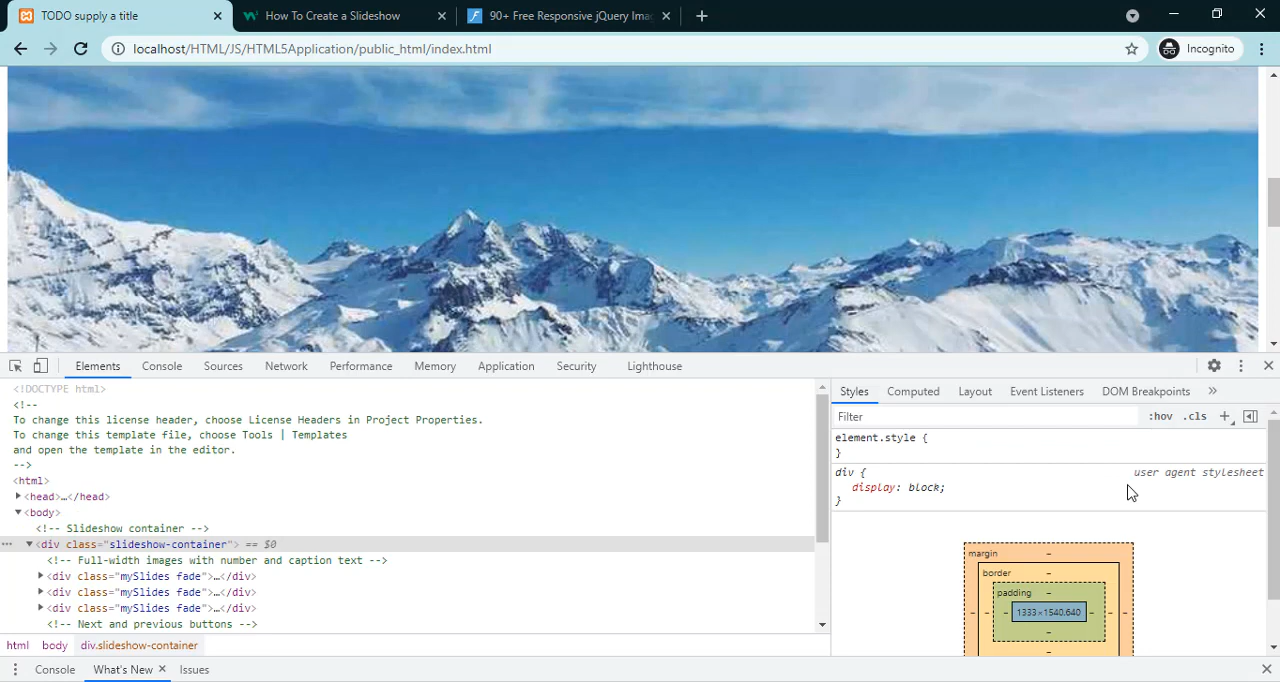 TODO supply a title
How To Create a Slideshow
90+ Free Responsive jQuery Imag
localhost/HTML/JS/HTML5Application/public_html/index.html
Incognito
Elements Console Sources Network Performance Memory Application Security Lighthouse
<!DOCTYPE html>
<!--
To change this license header, choose License Headers in Project Properties.
To change this template file, choose Tools | Templates
and open the template in the editor.
-->
<html>
<head>…</head>
<body>
<!-- Slideshow container -->
<div class="slideshow-container"> == $0
<!-- Full-width images with number and caption text -->
<div class="mySlides fade">…</div>
<div class="mySlides fade">…</div>
<div class="mySlides fade">…</div>
<!-- Next and previous buttons -->
html body div.slideshow-container
Styles Computed Layout Event Listeners DOM Breakpoints »
Filter :hov .cls +
element.style {
}
div { user agent stylesheet
display: block;
}
margin –
border –
padding –
– – – 1333×1540.640 – – –
–
–
Console What's New Issues